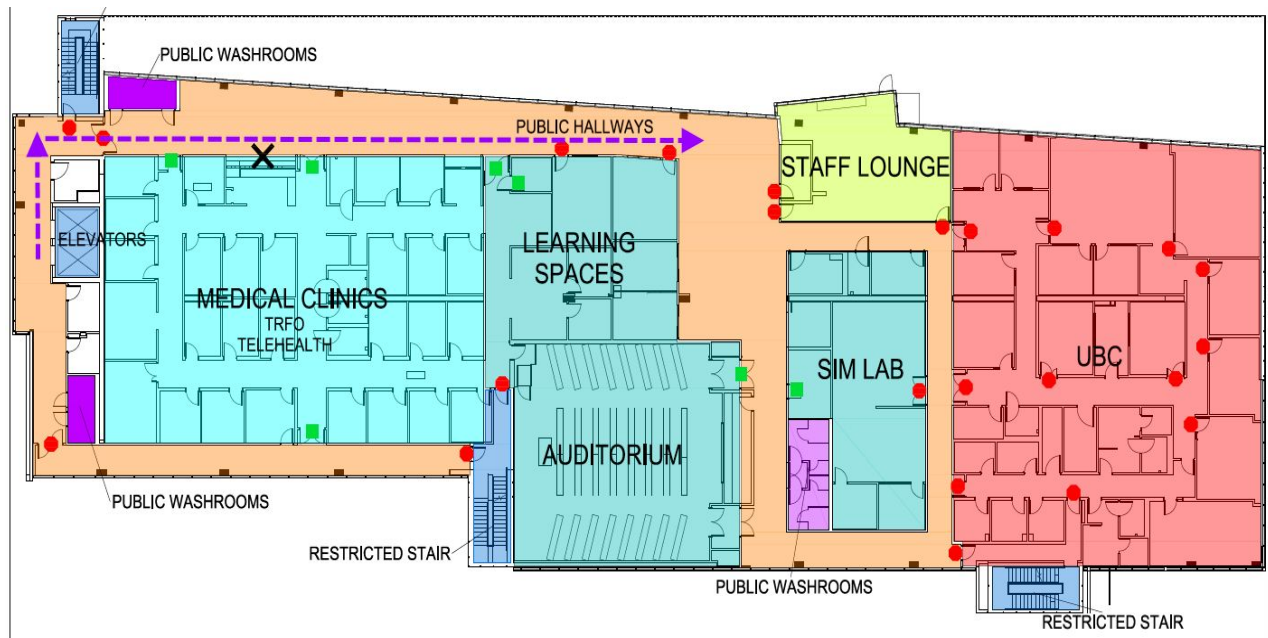 PUBLIC WASHROOMS
PUBLIC HALLWAYS
STAFF LOUNGE
ELEVATORS
LEARNING
SPACES
MEDICAL CLINICS
TRFO
TELEHEALTH
SIM LAB
UBC
AUDITORIUM
PUBLIC WASHROOMS
RESTRICTED STAIR
PUBLIC WASHROOMS
RESTRICTED STAIR